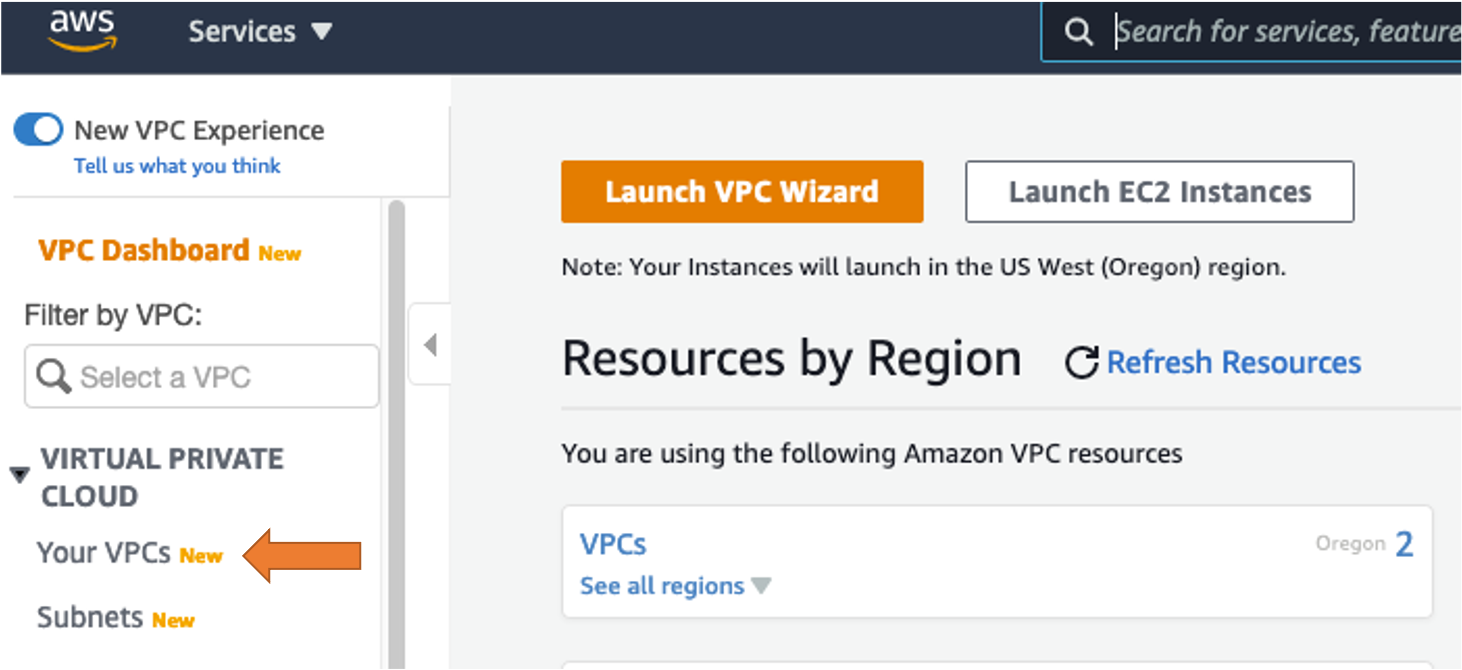 aws
Services
Search for services, feature
New VPC Experience
Tell us what you think
VPC Dashboard New
Filter by VPC:
Select a VPC
VIRTUAL PRIVATE
CLOUD
Your VPCs New
Subnets New
Launch VPC Wizard
Launch EC2 Instances
Note: Your Instances will launch in the US West (Oregon) region.
Resources by Region
Refresh Resources
You are using the following Amazon VPC resources
VPCs
Oregon 2
See all regions